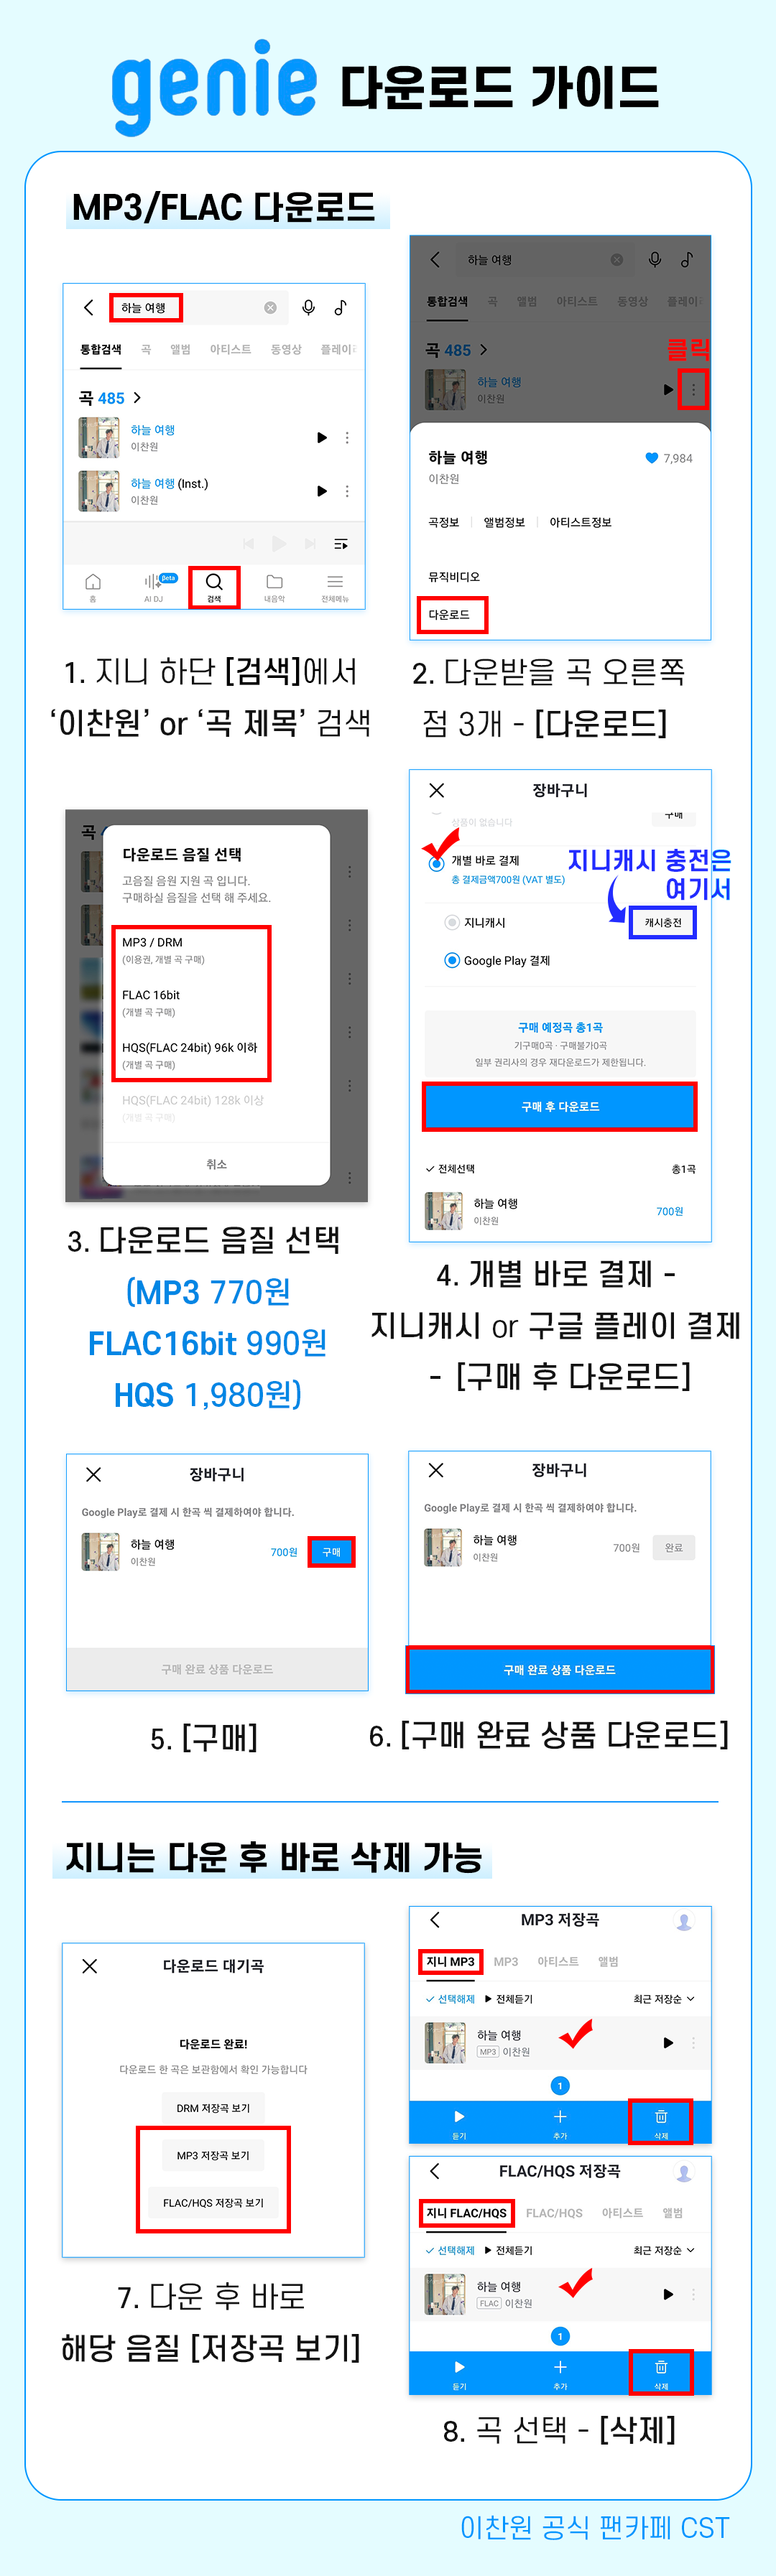 genie 다운로드 가이드
MP3/FLAC 다운로드
하늘 여행
통합검색 곡 앨범 아티스트 동영상 플레이리
곡 485
하늘 여행
이찬원
하늘 여행 (Inst.)
이찬원
홈 AI DJ βeta 검색 내음악 전체메뉴
1. 지니 하단 [검색]에서
‘이찬원’ or ‘곡 제목’ 검색
하늘 여행
통합검색 곡 앨범 아티스트 동영상 플레이리
곡 485
클릭
하늘 여행
이찬원
하늘 여행
7,984
이찬원
곡정보 앨범정보 아티스트정보
뮤직비디오
다운로드
2. 다운받을 곡 오른쪽
점 3개 - [다운로드]
곡
다운로드 음질 선택
고음질 음원 지원 곡 입니다.
구매하실 음질을 선택 해 주세요.
MP3 / DRM
(이용권, 개별 곡 구매)
FLAC 16bit
(개별 곡 구매)
HQS(FLAC 24bit) 96k 이하
(개별 곡 구매)
HQS(FLAC 24bit) 128k 이상
(개별 곡 구매)
취소
3. 다운로드 음질 선택
(MP3 770원
FLAC16bit 990원
HQS 1,980원)
장바구니
상품이 없습니다
구매
개별 바로 결제
총 결제금액700원 (VAT 별도)
지니캐시 충전은
여기서
지니캐시
캐시충전
Google Play 결제
구매 예정곡 총1곡
기구매0곡 · 구매불가0곡
일부 권리사의 경우 재다운로드가 제한됩니다.
구매 후 다운로드
전체선택
총1곡
하늘 여행
이찬원
700원
4. 개별 바로 결제 -
지니캐시 or 구글 플레이 결제
- [구매 후 다운로드]
장바구니
Google Play로 결제 시 한곡 씩 결제하여야 합니다.
하늘 여행
이찬원
700원
구매
구매 완료 상품 다운로드
5. [구매]
장바구니
Google Play로 결제 시 한곡 씩 결제하여야 합니다.
하늘 여행
이찬원
700원
완료
구매 완료 상품 다운로드
6. [구매 완료 상품 다운로드]
지니는 다운 후 바로 삭제 가능
다운로드 대기곡
다운로드 완료!
다운로드 한 곡은 보관함에서 확인 가능합니다
DRM 저장곡 보기
MP3 저장곡 보기
FLAC/HQS 저장곡 보기
7. 다운 후 바로
해당 음질 [저장곡 보기]
MP3 저장곡
지니 MP3 MP3 아티스트 앨범
선택해제 전체듣기 최근 저장순
하늘 여행
MP3 이찬원
1
듣기 추가 삭제
FLAC/HQS 저장곡
지니 FLAC/HQS FLAC/HQS 아티스트 앨범
선택해제 전체듣기 최근 저장순
하늘 여행
FLAC 이찬원
1
듣기 추가 삭제
8. 곡 선택 - [삭제]
이찬원 공식 팬카페 CST